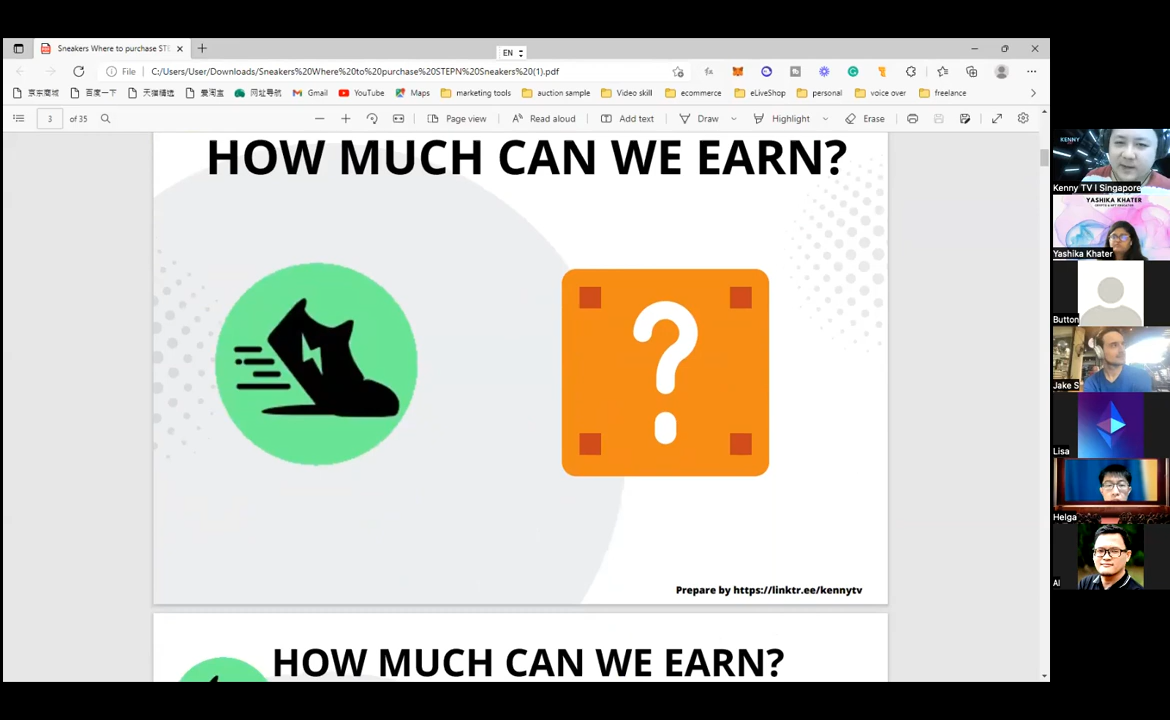 Sneakers Where to purchase STE
EN
File
C:/Users/User/Downloads/Sneakers%20Where%20to%20purchase%20STEPN%20Sneakers%20(1).pdf
京东商城
百度一下
天猫精选
爱淘宝
网址导航
Gmail
YouTube
Maps
marketing tools
auction sample
Video skill
ecommerce
eLiveShop
personal
voice over
freelance
3 of 35
Page view
Read aloud
Add text
Draw
Highlight
Erase
HOW MUCH CAN WE EARN?
?
Prepare by https://linktr.ee/kennytv
HOW MUCH CAN WE EARN?
KENNY
Kenny TV I Singapore
YASHIKA KHATER
Yashika Khater
Button
Jake S
Lisa
Helga
Al